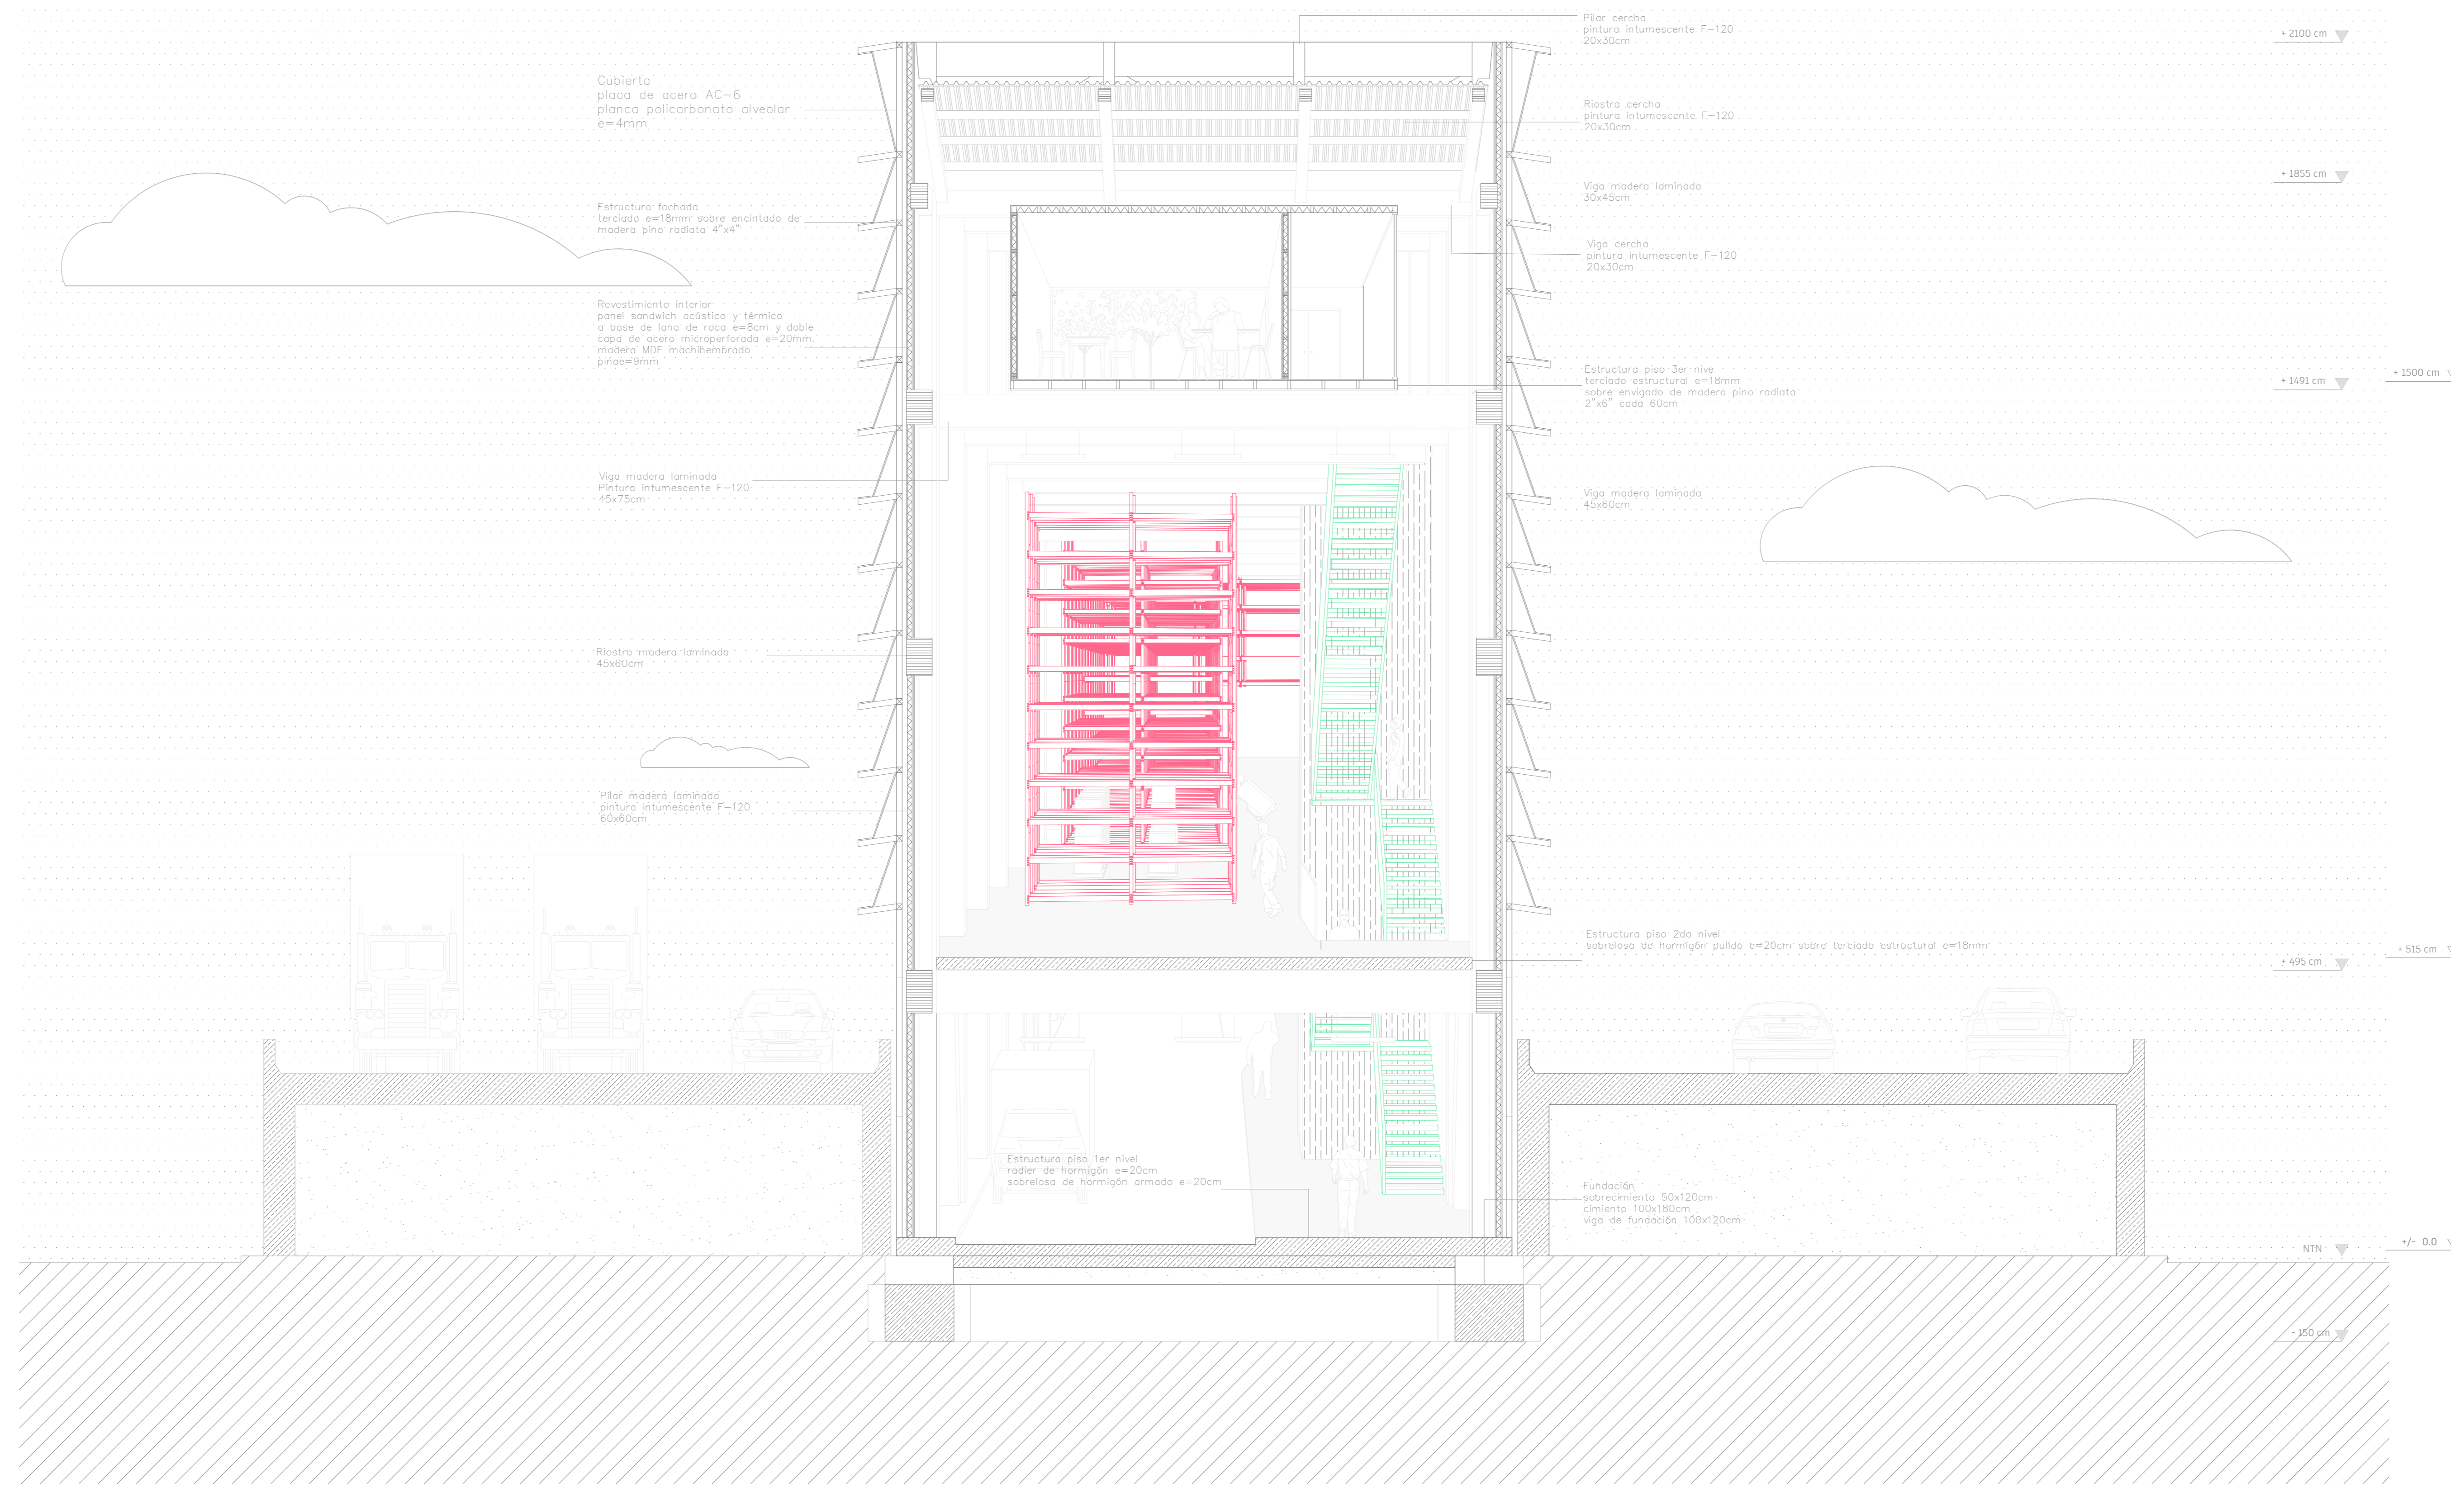 Cubierta
placa de acero AC-6
planca policarbonato alveolar
e=4mm
Estructura fachada
terciado e=18mm sobre encintado de
madera pino radiata 4"x4"
Revestimiento interior
panel sandwich acústico y térmico
a base de lana de roca e=8cm y doble
capa de acero microperforada e=20mm.
madera MDF machihembrado
pinoe=9mm
Viga madera laminada
Pintura intumescente F-120
45x75cm
Riostra madera laminada
45x60cm
Pilar madera laminada
pintura intumescente F-120
60x60cm
Estructura piso 1er nivel
radier de hormigón e=20cm
sobrelosa de hormigón armado e=20cm
Pilar cercha
pintura intumescente F-120
20x30cm
Riostra cercha
pintura intumescente F-120
20x30cm
Viga madera laminada
30x45cm
Viga cercha
pintura intumescente F-120
20x30cm
Estructura piso 3er nive
terciado estructural e=18mm
sobre envigado de madera pino radiata
2"x6" cada 60cm
Viga madera laminada
45x60cm
Estructura piso 2do nivel
sobrelosa de hormigón pulido e=20cm sobre terciado estructural e=18mm
Fundación
sobrecimiento 50x120cm
cimiento 100x180cm
viga de fundación 100x120cm
+ 2100 cm
+ 1855 cm
+ 1491 cm
+ 1500 cm
+ 515 cm
+ 495 cm
+/- 0.0
NTN
- 150 cm